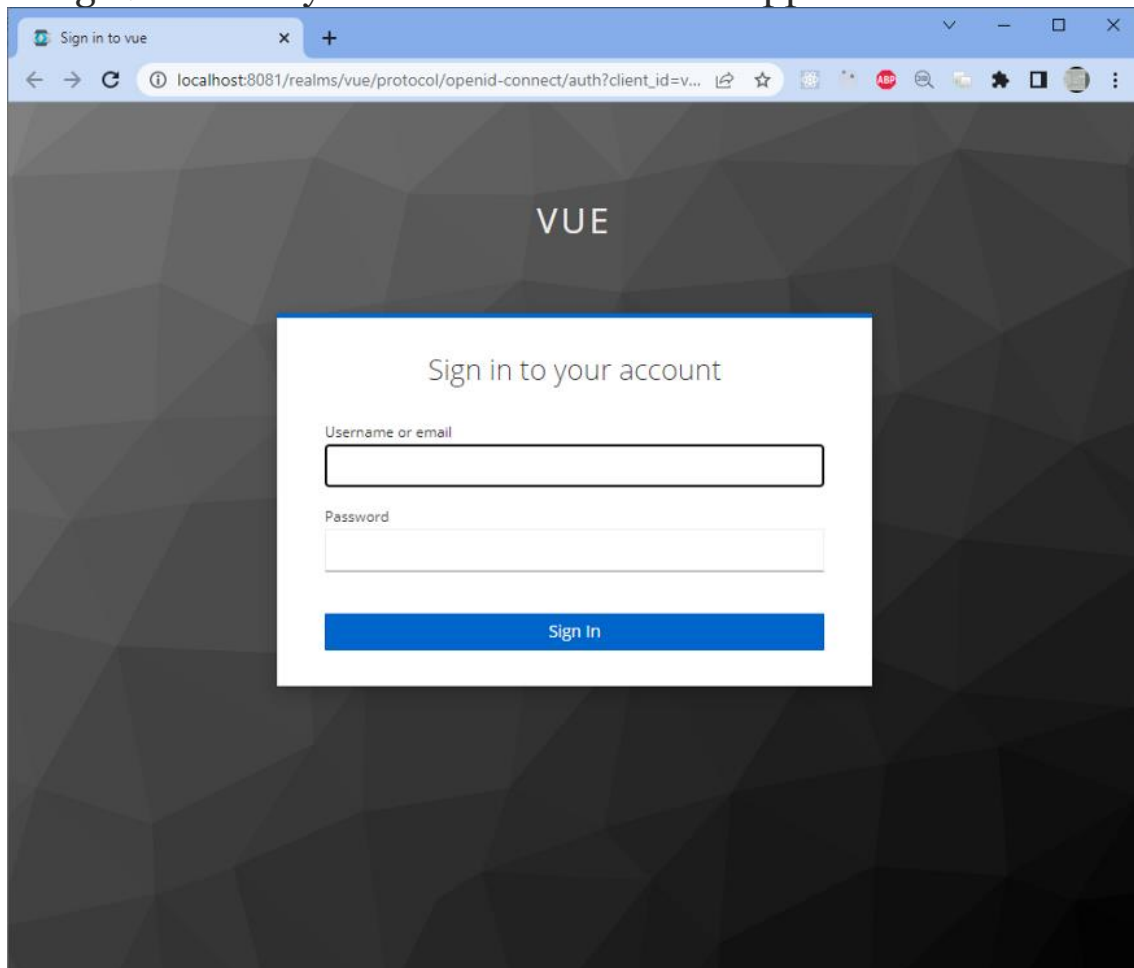 Sign in to vue
localhost:8081/realms/vue/protocol/openid-connect/auth?client_id=v...
ABP
VUE
Sign in to your account
Username or email
Password
Sign In